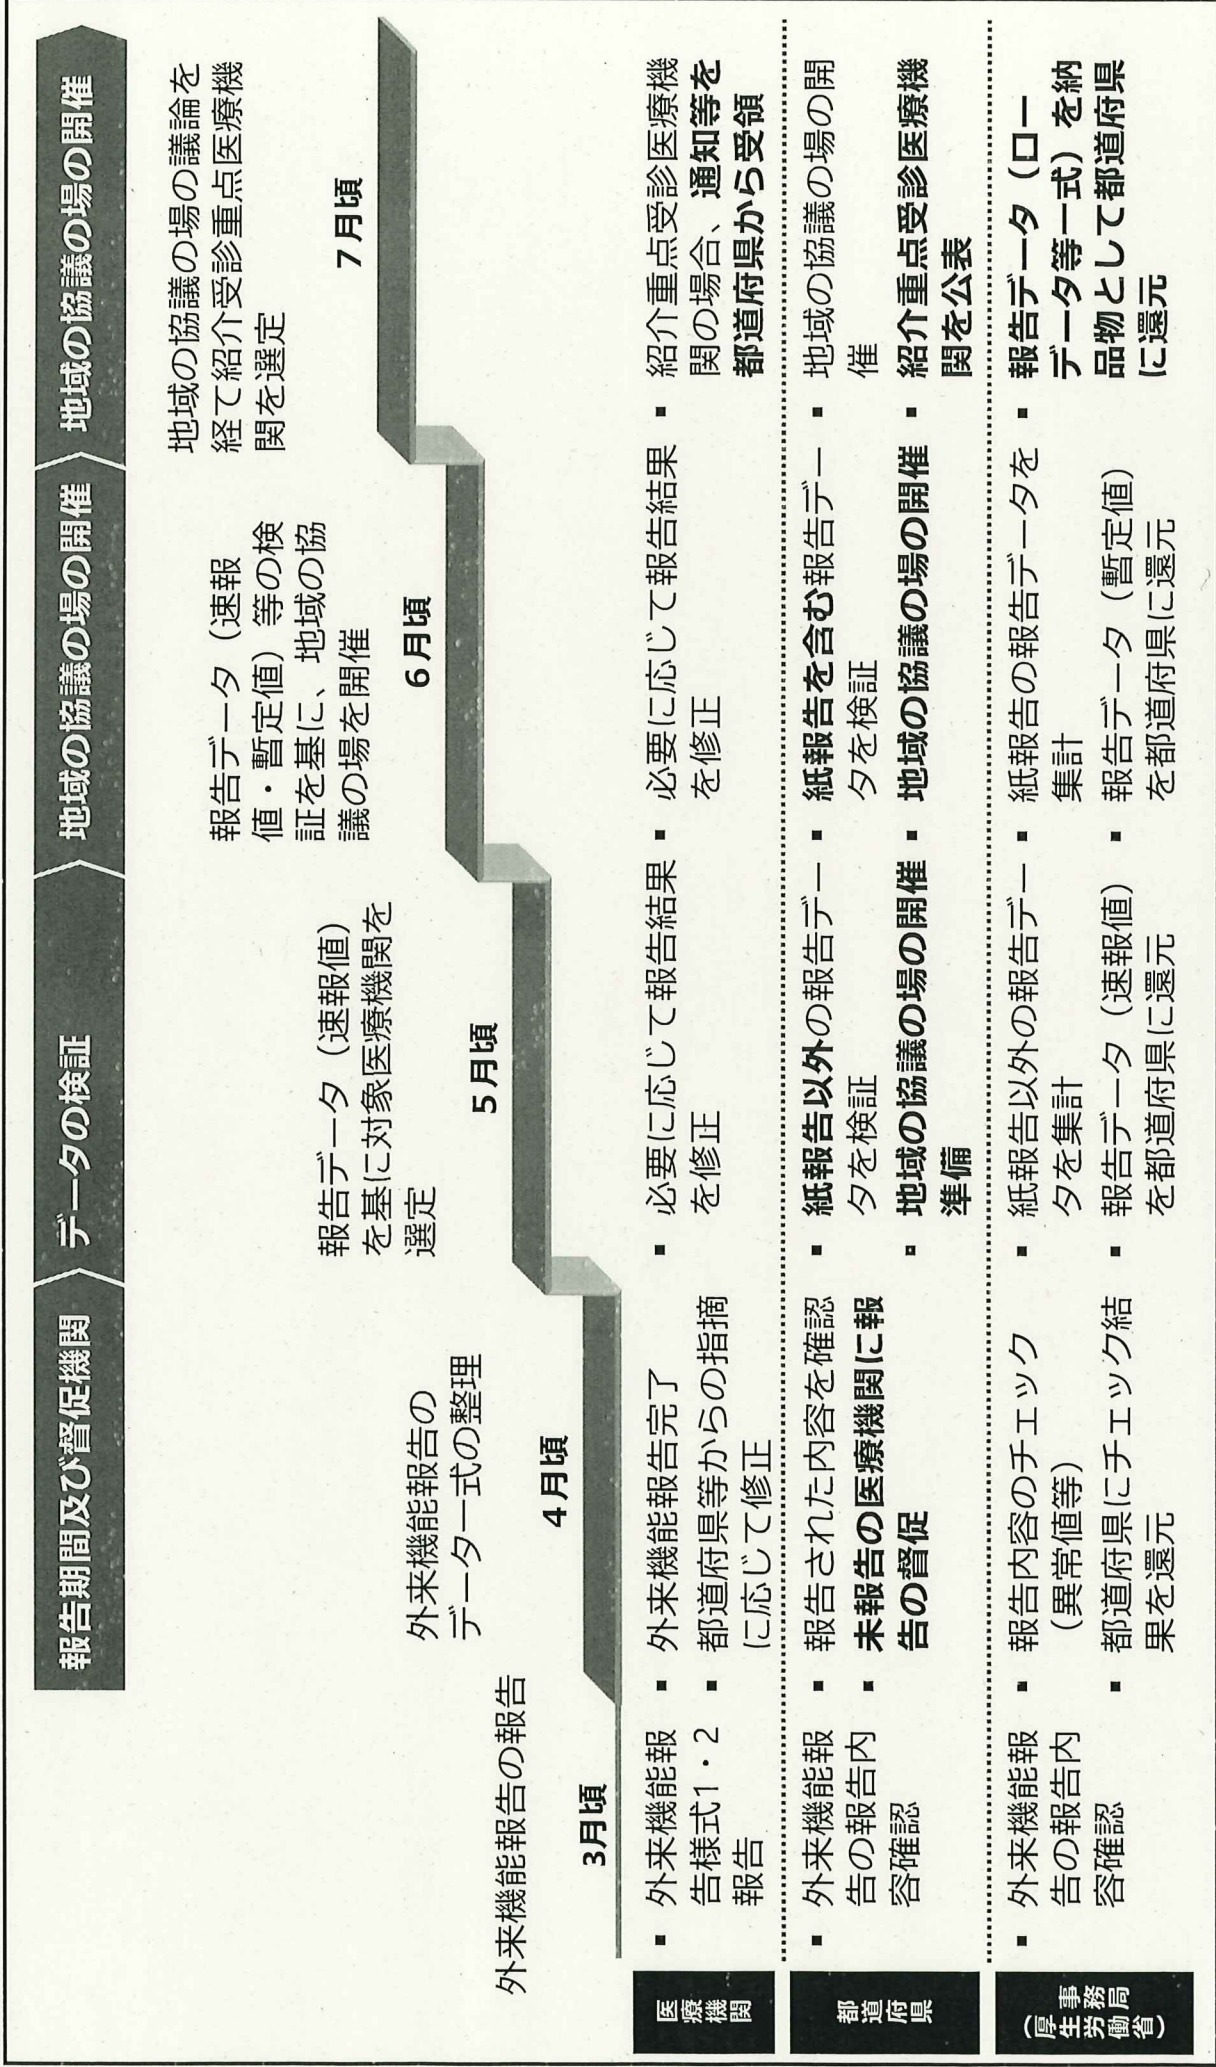 報告期間及び督促機関
データの検証
地域の協議の場の開催
地域の協議の場の開催
外来機能報告の報告
3月頃
外来機能報告の
データ一式の整理
4月頃
報告データ（速報値）
を基に対象医療機関を
選定
5月頃
報告データ（速報
値・暫定値）等の検
証を基に、地域の協
議の場を開催
6月頃
地域の協議の場の議論を
経て紹介受診重点医療機
関を選定
7月頃
医療機関
▪ 外来機能報
告様式1・2
報告
▪ 外来機能報告完了
▪ 都道府県等からの指摘
に応じて修正
▪ 必要に応じて報告結果
を修正
▪ 必要に応じて報告結果
を修正
▪ 紹介重点受診医療機
関の場合、通知等を
都道府県から受領
都道府県
▪ 外来機能報
告の報告内
容確認
▪ 報告された内容を確認
▪ 未報告の医療機関に報
告の督促
▪ 紙報告以外の報告デー
タを検証
▪ 地域の協議の場の開催
準備
▪ 紙報告を含む報告デー
タを検証
▪ 地域の協議の場の開催
▪ 地域の協議の場の開
催
▪ 紹介重点受診医療機
関を公表
事務局
（厚生労働省）
▪ 外来機能報
告の報告内
容確認
▪ 報告内容のチェック
（異常値等）
▪ 都道府県にチェック結
果を還元
▪ 紙報告以外の報告デー
タを集計
▪ 報告データ（速報値）
を都道府県に還元
▪ 紙報告の報告データを
集計
▪ 報告データ（暫定値）
を都道府県に還元
▪ 報告データ（ロー
データ等一式）を納
品物として都道府県
に還元